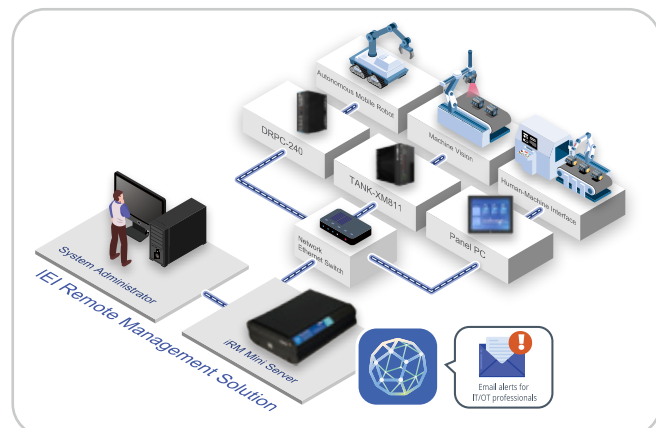 Autonomous Mobile Robot
DRPC-240
Machine Vision
TANK-XM811
Human-Machine Interface
Network
Ethernet Switch
Panel PC
System Administrator
iRM Mini Server
IEI Remote Management Solution
Email alerts for
IT/OT professionals